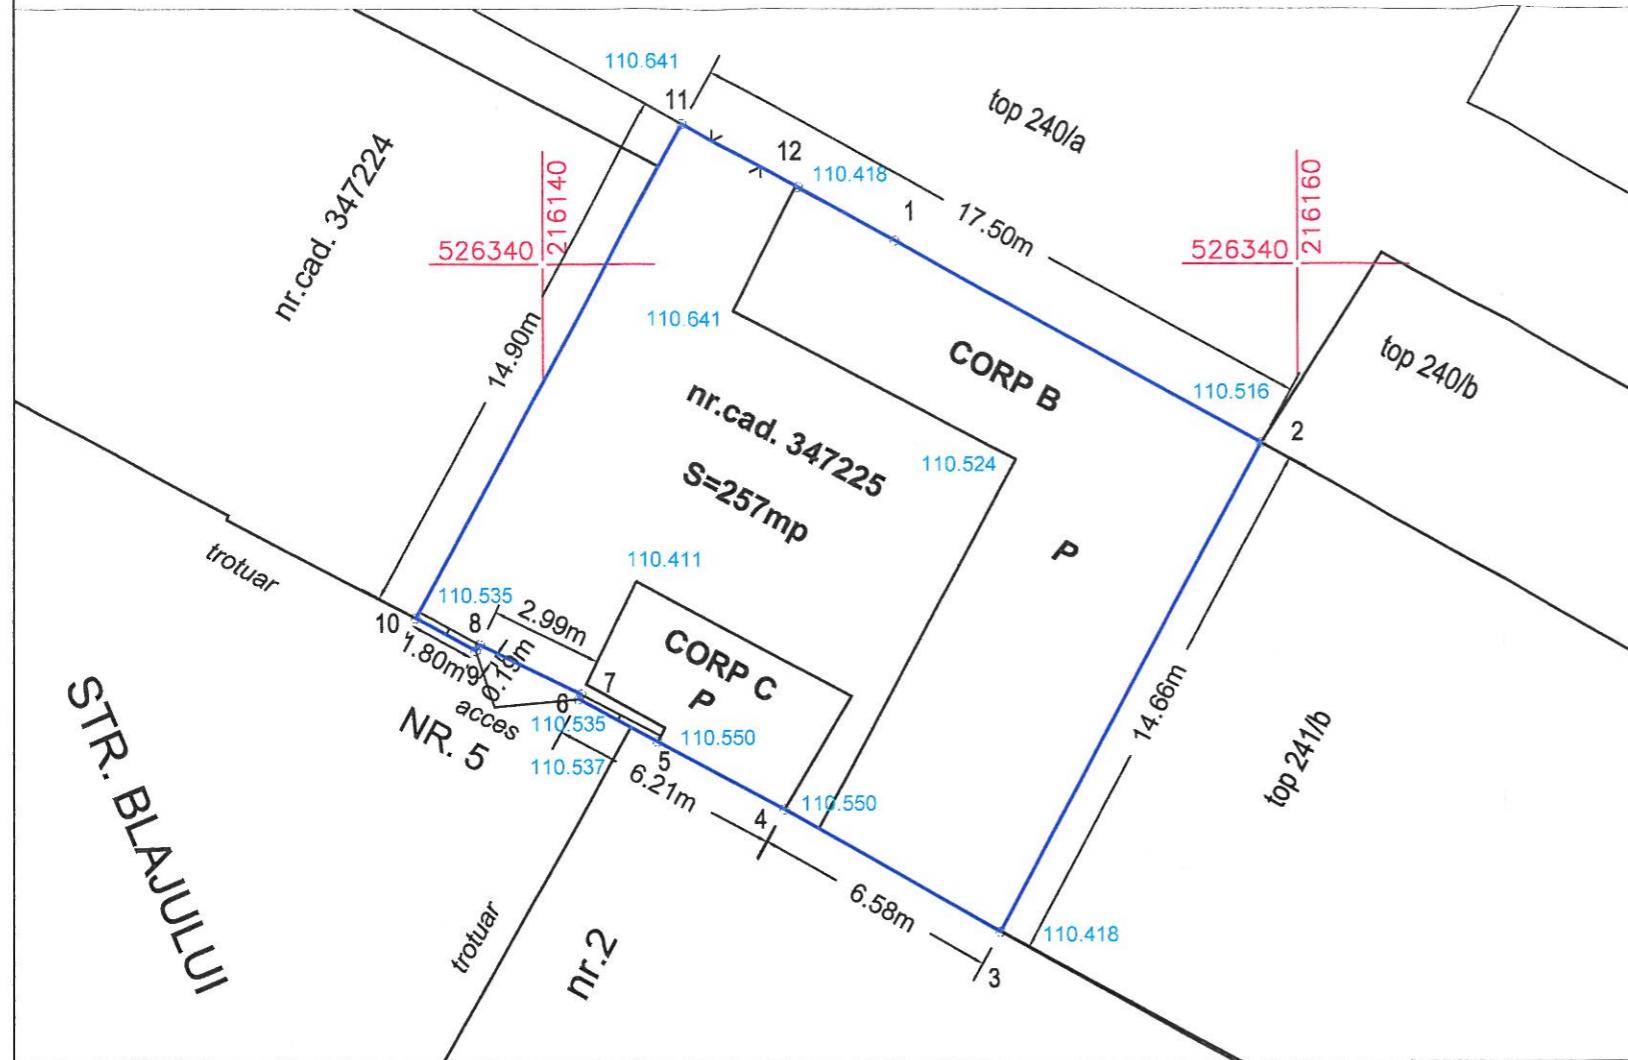 110.641
11
top 240/a
12
110.418
1
17.50m
nr.cad. 347224
216140
526340
216160
526340
110.641
14.90m
CORP B
top 240/b
110.516
2
nr.cad. 347225
110.524
S=257mp
P
110.411
trotuar
110.535
10
8
2.99m
1.80m
9
0.19m
CORP C
P
7
6
acces
110.535
NR. 5
110.550
5
110.537
6.21m
14.66m
top 241/b
STR. BLAJULUI
110.550
4
6.58m
trotuar
nr.2
110.418
3